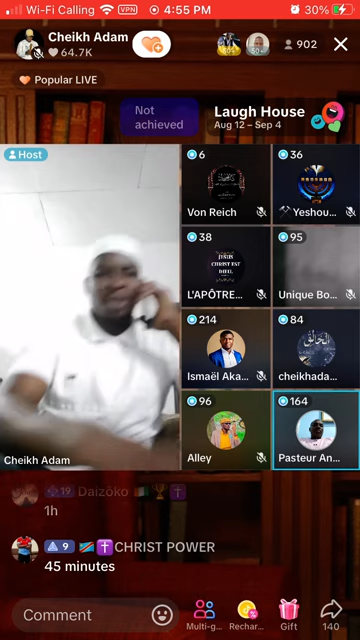 Wi-Fi Calling VPN 4:55 PM 30%
Cheikh Adam
64.7K
902
Popular LIVE
Not achieved
Laugh House
Aug 12 – Sep 4
Host
6
Von Reich
36
Yeshou...
38
JÉSUS
CHRIST EST
DIEU.
L'APÔTRE...
95
Unique Bo...
214
Ismaël Aka...
84
الخالق
cheikhada...
96
Alley
164
Pasteur An...
Cheikh Adam
19 Daizōko
1h
9 CHRIST POWER
45 minutes
Comment
Multi-g...
Rechar...
Gift
140